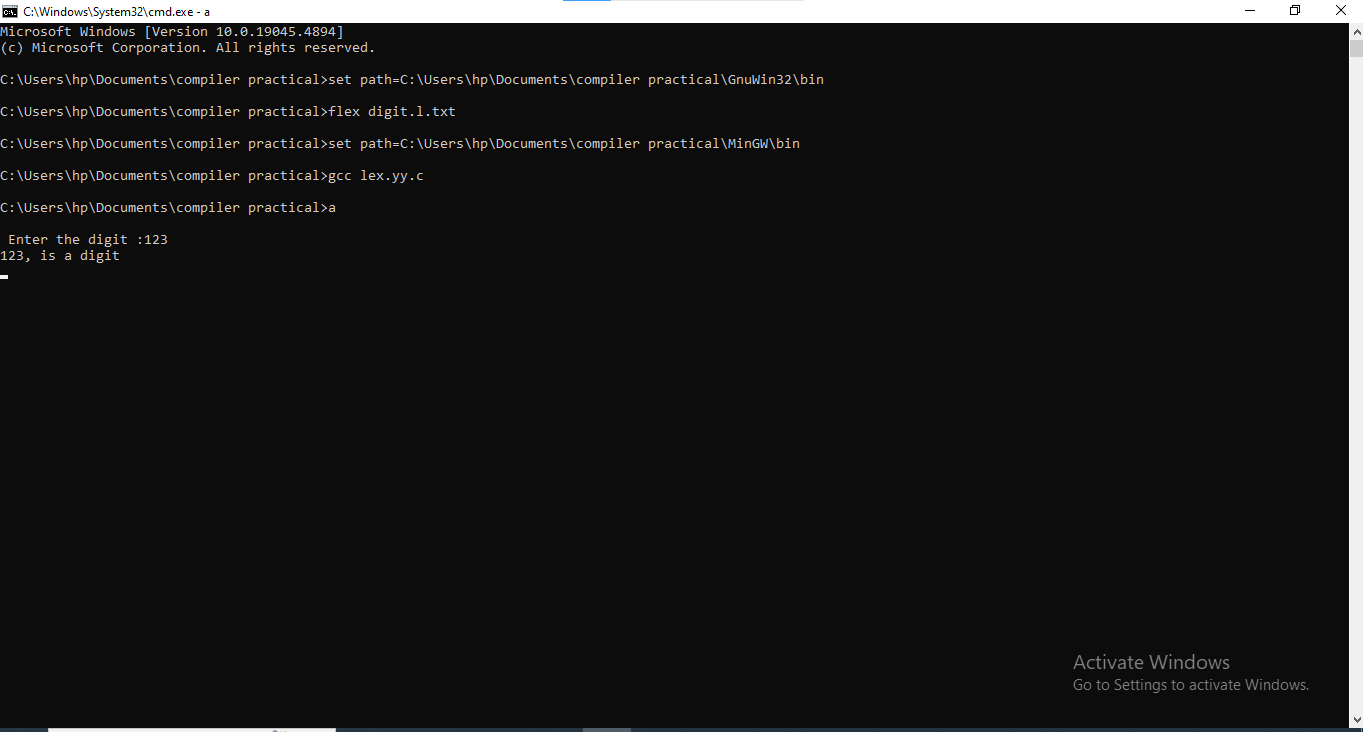 C:\Windows\System32\cmd.exe - a
Microsoft Windows [Version 10.0.19045.4894]
(c) Microsoft Corporation. All rights reserved.
C:\Users\hp\Documents\compiler practical>set path=C:\Users\hp\Documents\compiler practical\GnuWin32\bin
C:\Users\hp\Documents\compiler practical>flex digit.l.txt
C:\Users\hp\Documents\compiler practical>set path=C:\Users\hp\Documents\compiler practical\MinGW\bin
C:\Users\hp\Documents\compiler practical>gcc lex.yy.c
C:\Users\hp\Documents\compiler practical>a
Enter the digit :123
123, is a digit
Activate Windows
Go to Settings to activate Windows.